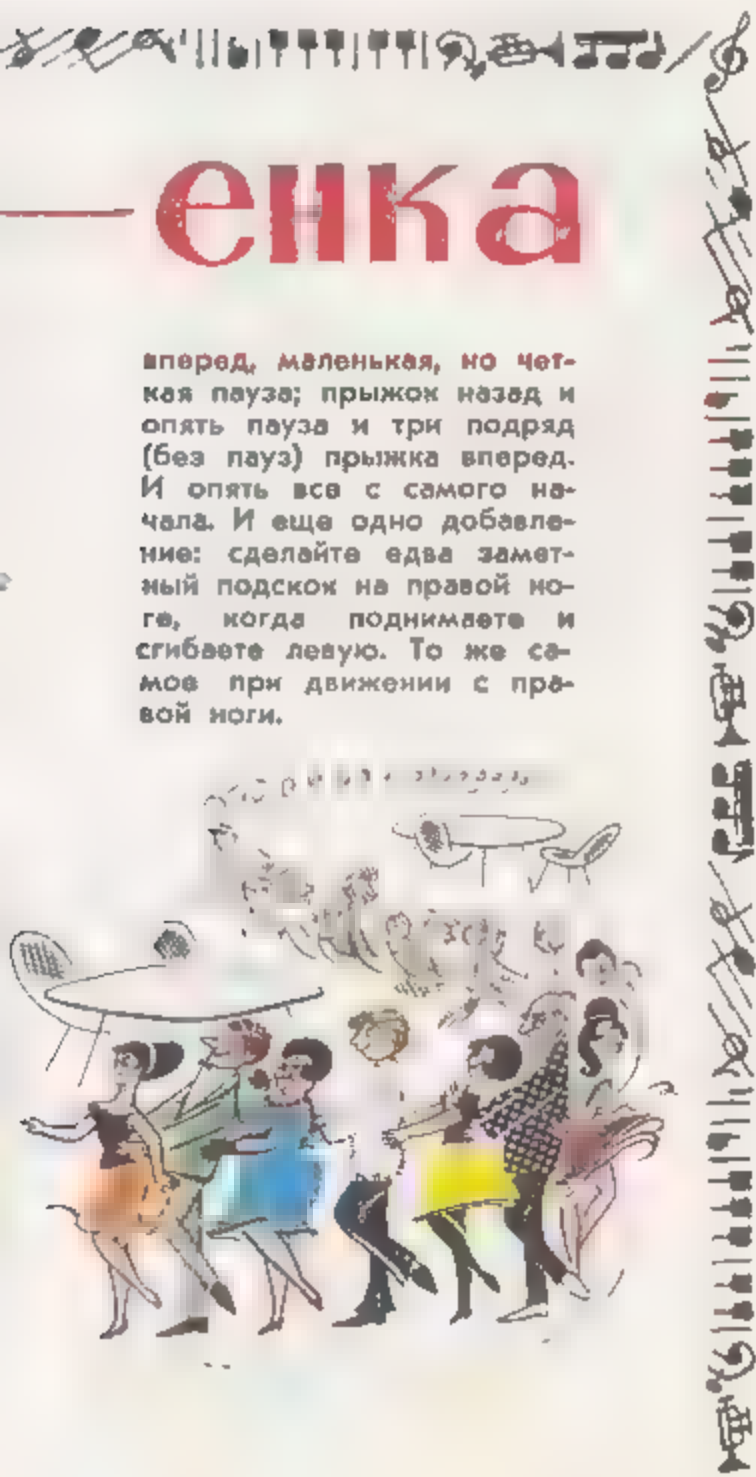 енка
вперед, маленькая, но чет-
кая пауза; прыжок назад и
опять пауза и три подряд
(без пауз) прыжка вперед.
И опять все с самого на-
чала. И еще одно добавле-
ние: сделайте едва замет-
ный подскок на правой но-
ге, когда поднимаете и
сгибаете левую. То же са-
мое при движении с пра-
вой ноги.